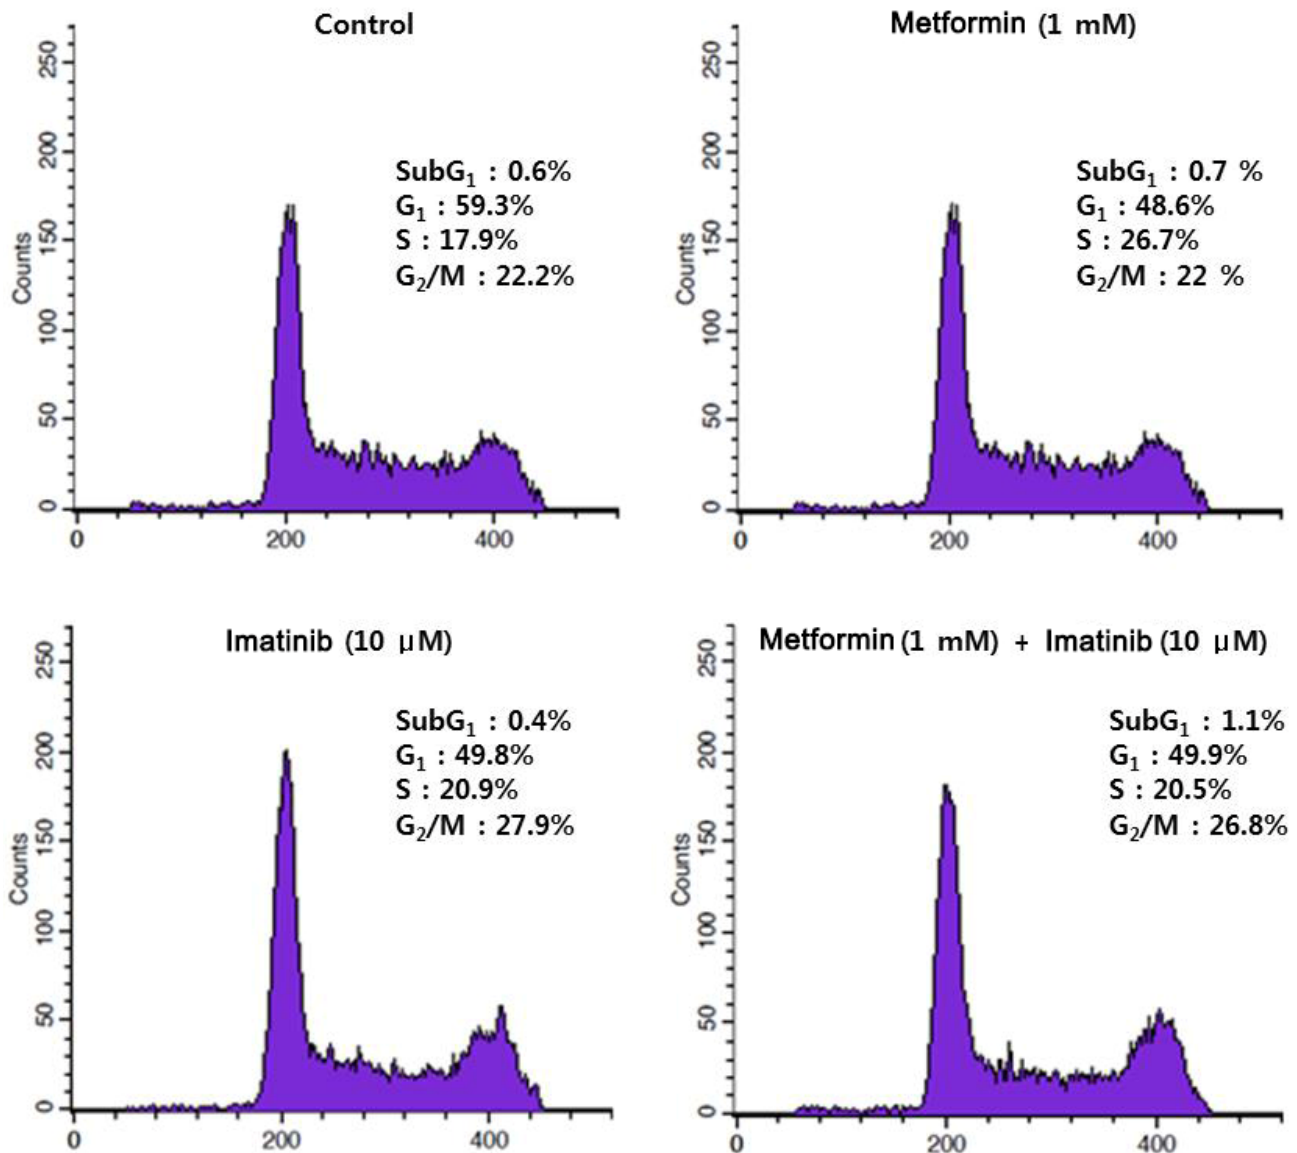 Control
250
200
150
100
50
0
Counts
SubG₁ : 0.6%
G₁ : 59.3%
S : 17.9%
G₂/M : 22.2%
0 200 400
Metformin (1 mM)
250
200
150
100
50
0
Counts
SubG₁ : 0.7 %
G₁ : 48.6%
S : 26.7%
G₂/M : 22 %
0 200 400
Imatinib (10 μM)
250
200
150
100
50
0
Counts
SubG₁ : 0.4%
G₁ : 49.8%
S : 20.9%
G₂/M : 27.9%
0 200 400
Metformin (1 mM) + Imatinib (10 μM)
250
200
150
100
50
0
Counts
SubG₁ : 1.1%
G₁ : 49.9%
S : 20.5%
G₂/M : 26.8%
0 200 400